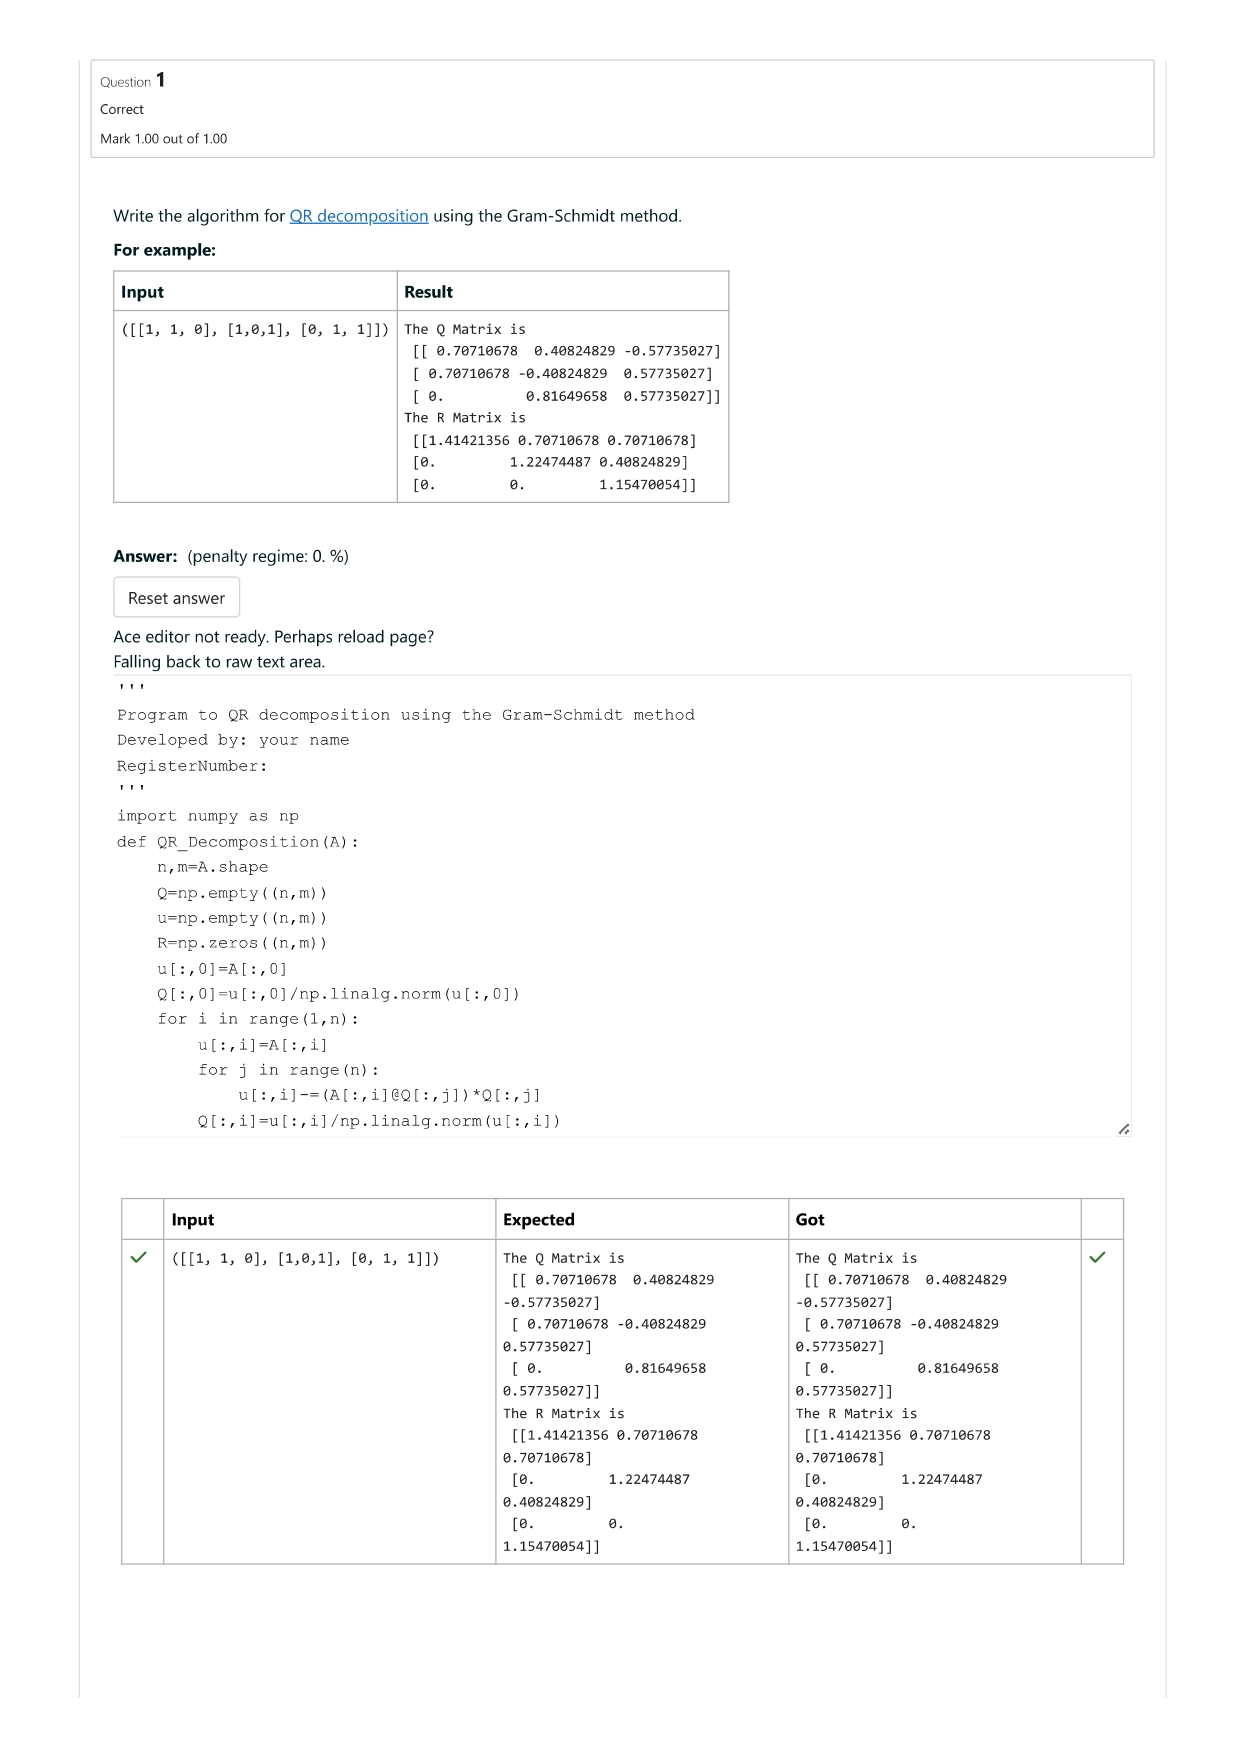 Question 1
Correct
Mark 1.00 out of 1.00
Write the algorithm for QR decomposition using the Gram-Schmidt method.
For example:
Input Result
([[1, 1, 0], [1,0,1], [0, 1, 1]]) The Q Matrix is
[[ 0.70710678  0.40824829 -0.57735027]
[ 0.70710678 -0.40824829  0.57735027]
[ 0.          0.81649658  0.57735027]]
The R Matrix is
[[1.41421356 0.70710678 0.70710678]
[0.         1.22474487 0.40824829]
[0.         0.         1.15470054]]
Answer: (penalty regime: 0. %)
Reset answer
Ace editor not ready. Perhaps reload page?
Falling back to raw text area.
'''
Program to QR decomposition using the Gram-Schmidt method
Developed by: your name
RegisterNumber:
'''
import numpy as np
def QR_Decomposition(A):
    n,m=A.shape
    Q=np.empty((n,m))
    u=np.empty((n,m))
    R=np.zeros((n,m))
    u[:,0]=A[:,0]
    Q[:,0]=u[:,0]/np.linalg.norm(u[:,0])
    for i in range(1,n):
        u[:,i]=A[:,i]
        for j in range(n):
            u[:,i]-=(A[:,i]@Q[:,j])*Q[:,j]
        Q[:,i]=u[:,i]/np.linalg.norm(u[:,i])
Input Expected Got
([[1, 1, 0], [1,0,1], [0, 1, 1]]) The Q Matrix is The Q Matrix is
[[ 0.70710678  0.40824829 [[ 0.70710678  0.40824829
-0.57735027] -0.57735027]
[ 0.70710678 -0.40824829 [ 0.70710678 -0.40824829
0.57735027] 0.57735027]
[ 0.          0.81649658 [ 0.          0.81649658
0.57735027]] 0.57735027]]
The R Matrix is The R Matrix is
[[1.41421356 0.70710678 [[1.41421356 0.70710678
0.70710678] 0.70710678]
[0.         1.22474487 [0.         1.22474487
0.40824829] 0.40824829]
[0.         0. [0.         0.
1.15470054]] 1.15470054]]